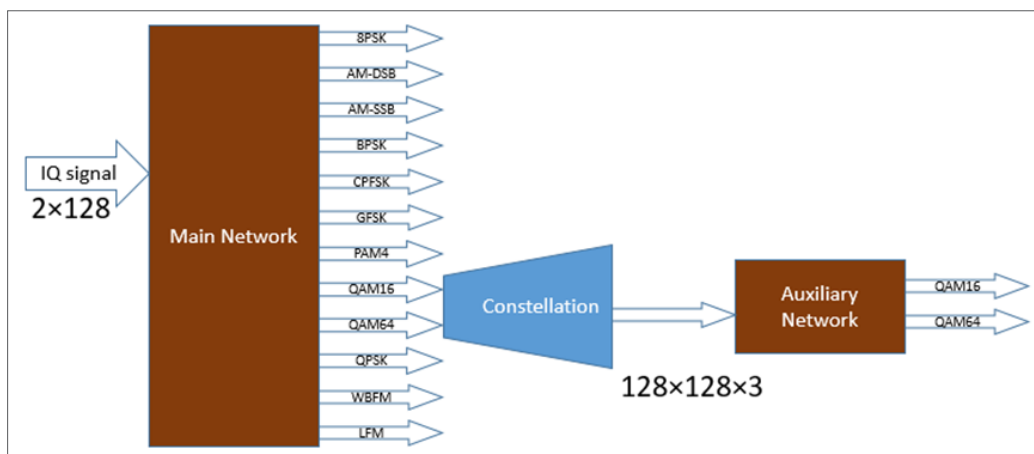 IQ signal
2×128
Main Network
8PSK
AM-DSB
AM-SSB
BPSK
CPFSK
GFSK
PAM4
QAM16
QAM64
QPSK
WBFM
LFM
Constellation
128×128×3
Auxiliary
Network
QAM16
QAM64